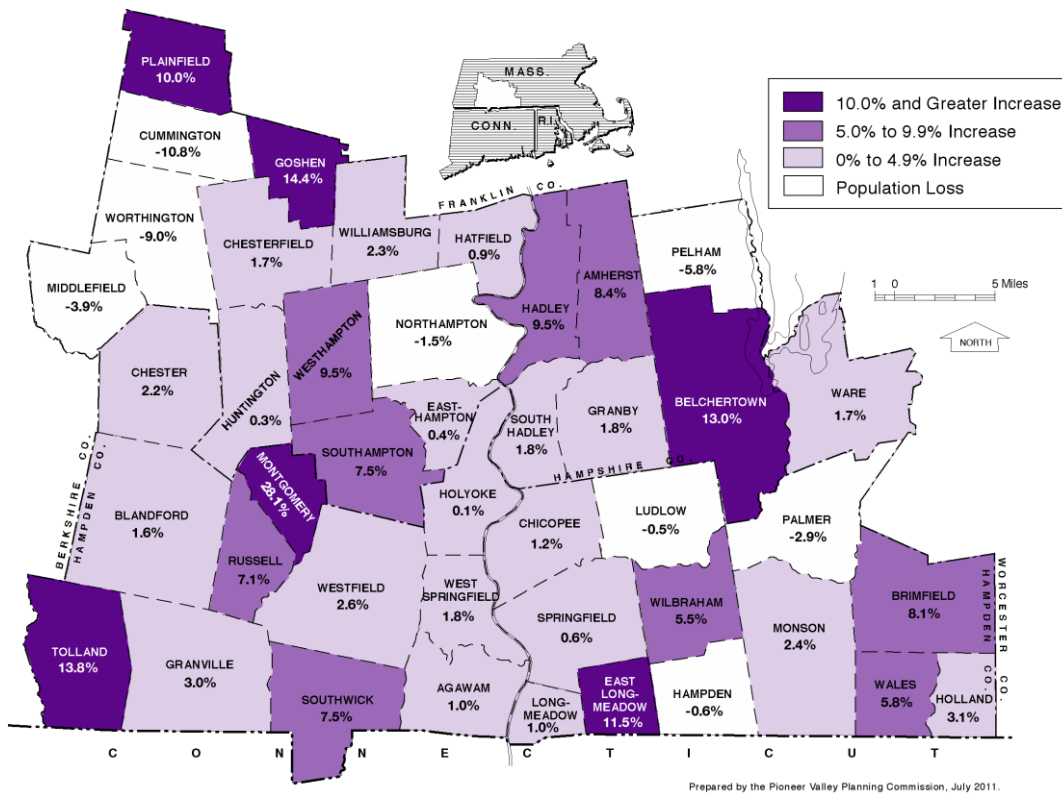 PLAINFIELD
10.0%
CUMMINGTON
-10.8%
GOSHEN
14.4%
MASS.
CONN.
R.I.
10.0% and Greater Increase
5.0% to 9.9% Increase
0% to 4.9% Increase
Population Loss
FRANKLIN CO.
WORTHINGTON
-9.0%
CHESTERFIELD
1.7%
WILLIAMSBURG
2.3%
HATFIELD
0.9%
HADLEY
9.5%
AMHERST
8.4%
PELHAM
-5.8%
MIDDLEFIELD
-3.9%
1 0 5 Miles
NORTH
NORTHAMPTON
-1.5%
WESTHAMPTON
9.5%
CHESTER
2.2%
HUNTINGTON
0.3%
EAST-
HAMPTON
0.4%
SOUTH
HADLEY
1.8%
GRANBY
1.8%
BELCHERTOWN
13.0%
WARE
1.7%
SOUTHAMPTON
7.5%
HAMPSHIRE CO.
MONTGOMERY
28.1%
HOLYOKE
0.1%
BERKSHIRE CO.
HAMPDEN CO.
BLANDFORD
1.6%
RUSSELL
7.1%
CHICOPEE
1.2%
LUDLOW
-0.5%
PALMER
-2.9%
WESTFIELD
2.6%
WEST
SPRINGFIELD
1.8%
SPRINGFIELD
0.6%
WILBRAHAM
5.5%
MONSON
2.4%
BRIMFIELD
8.1%
WORCESTER CO.
HAMPDEN CO.
TOLLAND
13.8%
GRANVILLE
3.0%
SOUTHWICK
7.5%
AGAWAM
1.0%
LONG-
MEADOW
1.0%
EAST
LONG-
MEADOW
11.5%
HAMPDEN
-0.6%
WALES
5.8%
HOLLAND
3.1%
CONNECTICUT
Prepared by the Pioneer Valley Planning Commission, July 2011.